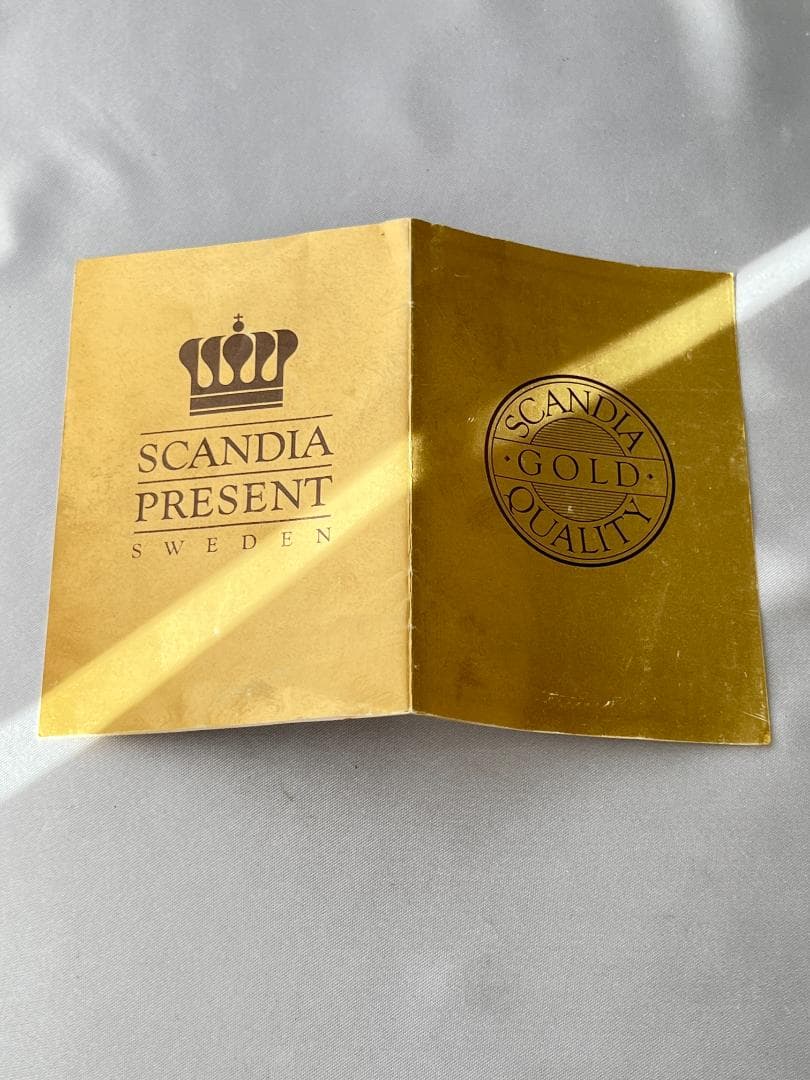 SCANDIA
PRESENT
SWEDEN
SCANDIA
·GOLD·
QUALITY